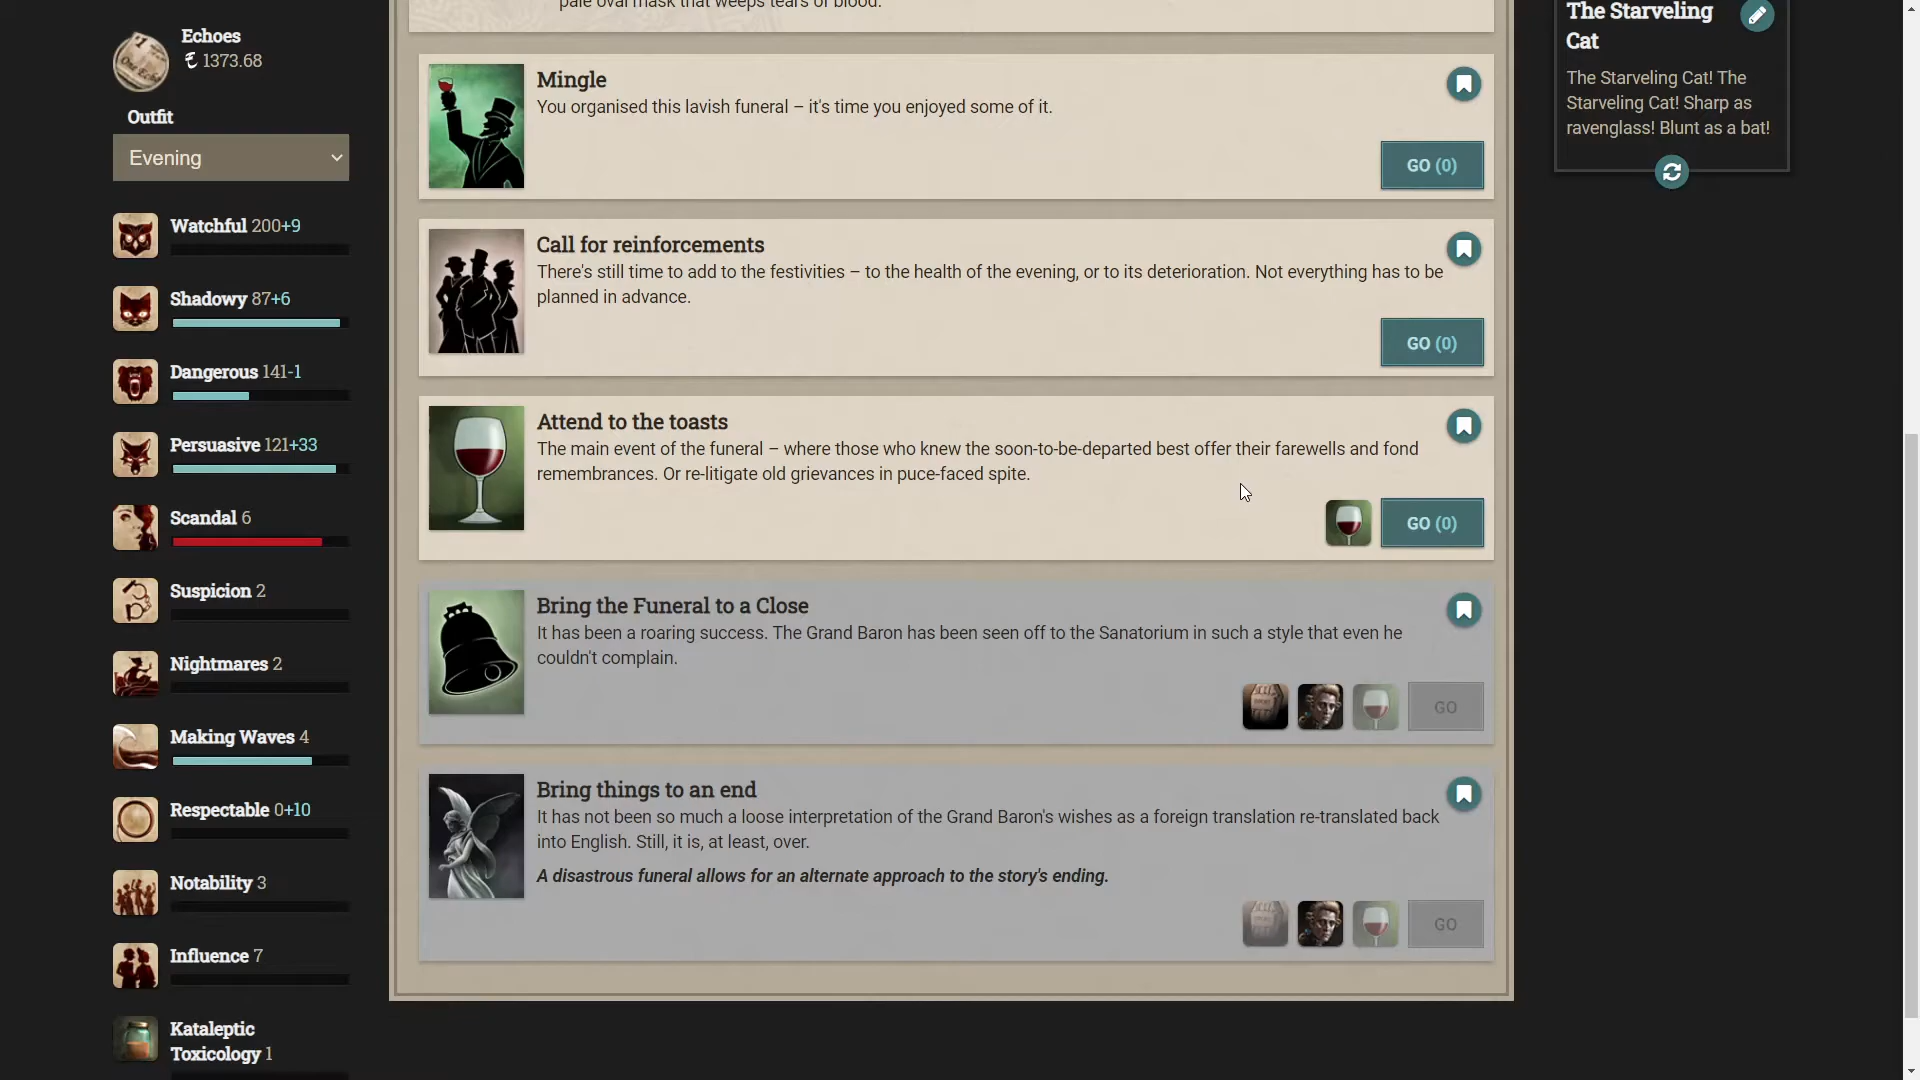 Echoes
1373.68
Outfit
Evening
Watchful 200+9
Shadowy 87+6
Dangerous 141-1
Persuasive 121+33
Scandal 6
Suspicion 2
Nightmares 2
Making Waves 4
Respectable 0+10
Notability 3
Influence 7
Kataleptic
Toxicology 1
pale oval mask that weeps tears of blood.
Mingle
You organised this lavish funeral – it's time you enjoyed some of it.
GO (0)
Call for reinforcements
There's still time to add to the festivities – to the health of the evening, or to its deterioration. Not everything has to be
planned in advance.
GO (0)
Attend to the toasts
The main event of the funeral – where those who knew the soon-to-be-departed best offer their farewells and fond
remembrances. Or re-litigate old grievances in puce-faced spite.
GO (0)
Bring the Funeral to a Close
It has been a roaring success. The Grand Baron has been seen off to the Sanatorium in such a style that even he
couldn't complain.
GO
Bring things to an end
It has not been so much a loose interpretation of the Grand Baron's wishes as a foreign translation re-translated back
into English. Still, it is, at least, over.
A disastrous funeral allows for an alternate approach to the story's ending.
GO
The Starveling
Cat
The Starveling Cat! The
Starveling Cat! Sharp as
ravenglass! Blunt as a bat!